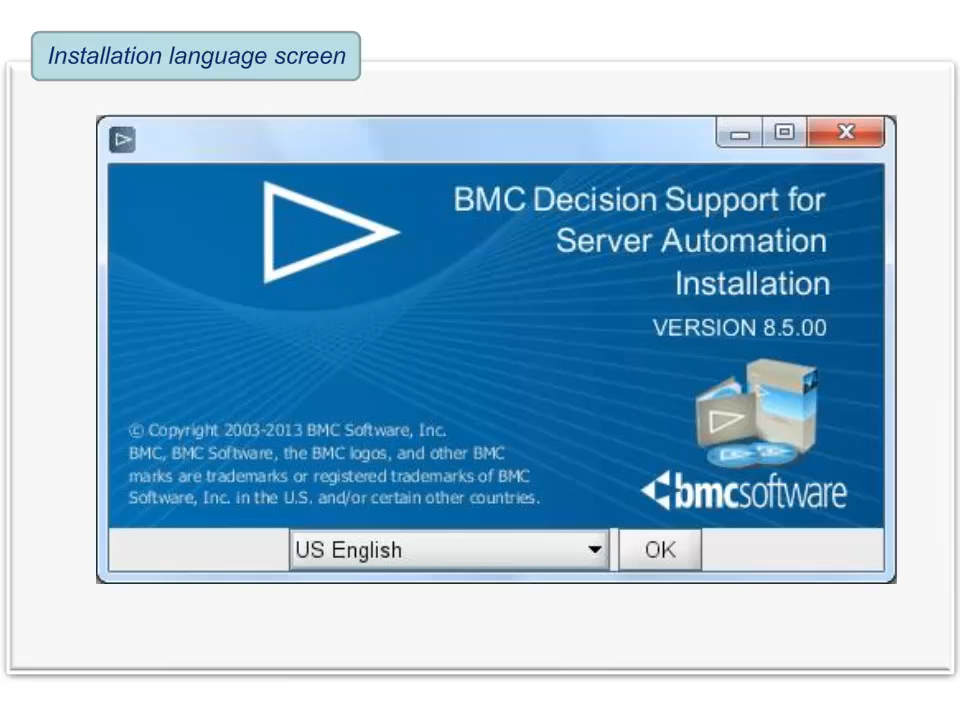 Installation language screen
BMC Decision Support for
Server Automation
Installation
VERSION 8.5.00
© Copyright 2003-2013 BMC Software, Inc.
BMC, BMC Software, the BMC logos, and other BMC
marks are trademarks or registered trademarks of BMC
Software, Inc. in the U.S. and/or certain other countries.
bmcsoftware
US English
OK